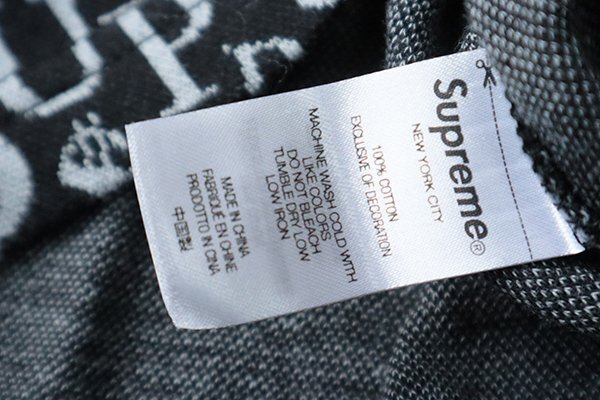 Supreme®
NEW YORK CITY
100% COTTON
EXCLUSIVE OF DECORATION
MACHINE WASH COLD WITH
LIKE COLORS
DO NOT BLEACH
TUMBLE DRY LOW
LOW IRON
MADE IN CHINA
FABRIQUÉ EN CHINE
PRODOTTO IN CINA
中国製